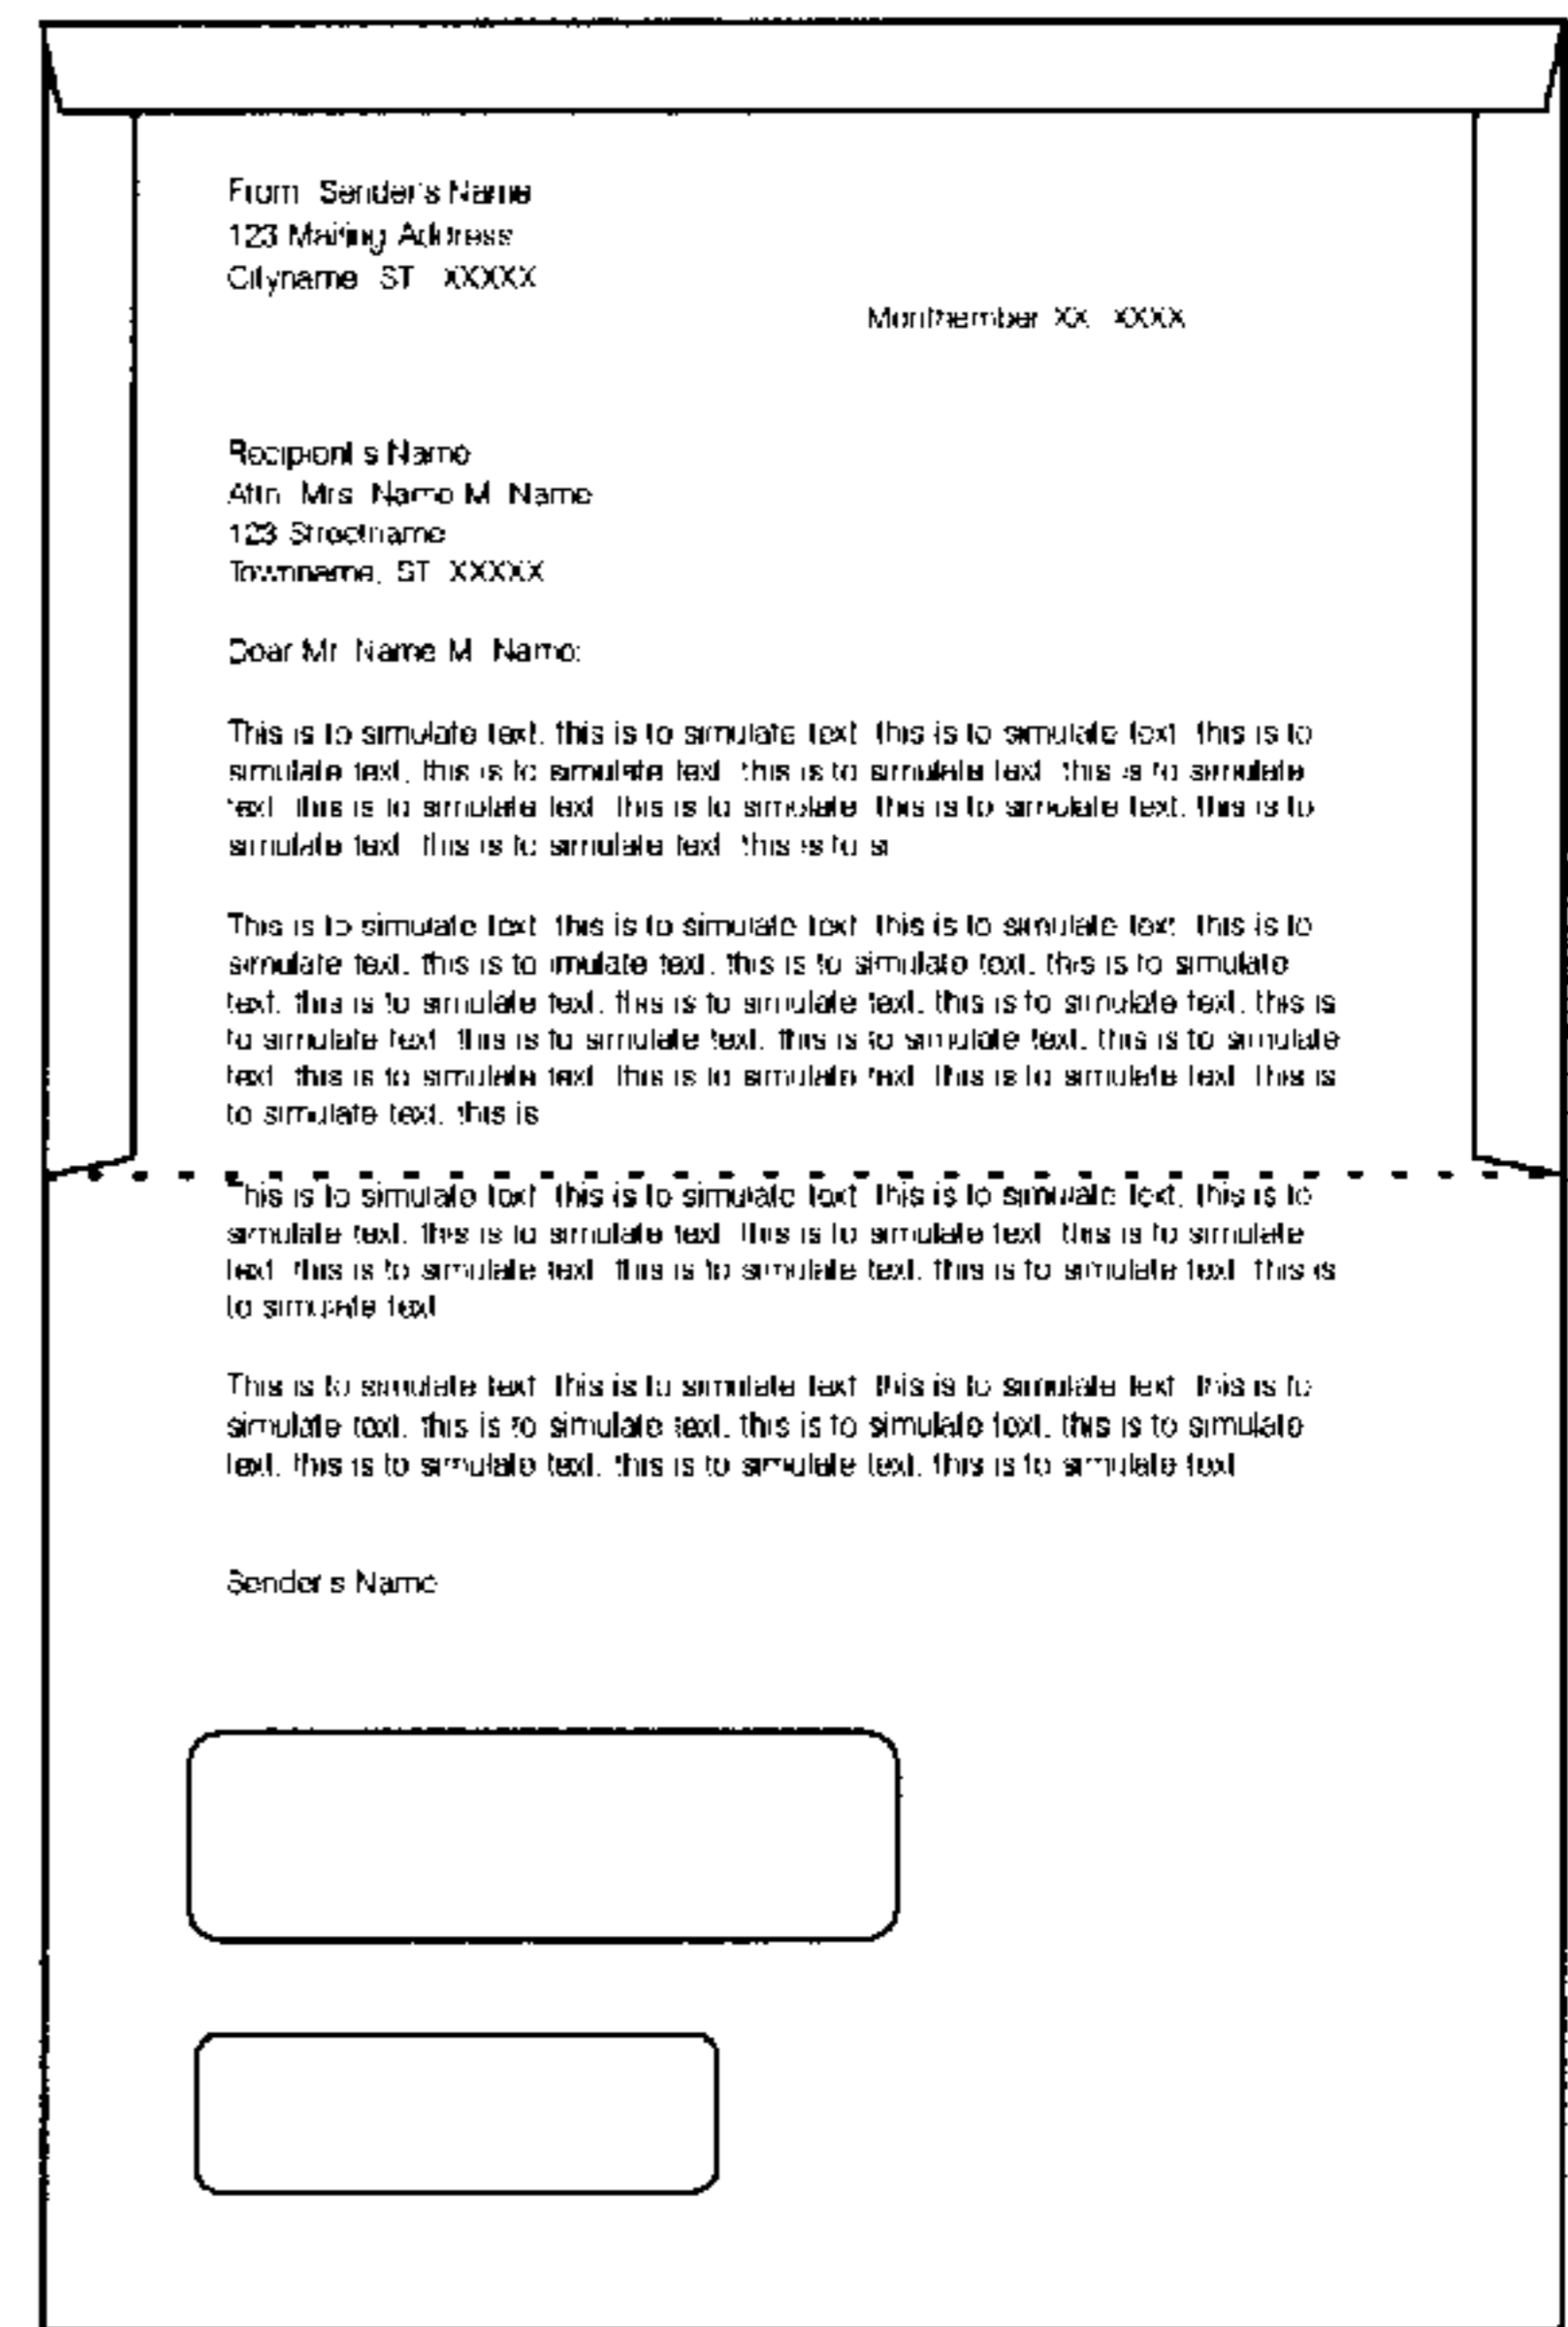 From Sender's Name
123 Mailing Address
Cityname ST XXXXX
Monthember XX XXXX
Recipient s Name
Attn Mrs Name M Name
123 Streetname
Townname, ST XXXXX
Dear Mr Name M Name:
This is to simulate text, this is to simulate text this is to simulate text this is to
simulate text, this is to simulate text this is to simulate text this is to simulate
text this is to simulate text this is to simulate this is to simulate text, this is to
simulate text this is to simulate text this is to si
This is to simulate text this is to simulate text this is to simulate text this is to
simulate text, this is to imulate text, this is to simulate text, this is to simulate
text, this is to simulate text, this is to simulate text, this is to simulate text, this is
to simulate text this is to simulate text, this is to simulate text, this is to simulate
text this is to simulate text this is to simulate text this is to simulate text this is
to simulate text, this is
This is to simulate text this is to simulate text this is to simulate text, this is to
simulate text, this is to simulate text this is to simulate text this is to simulate
text this is to simulate text this is to simulate text, this is to simulate text this is
to simulate text
This is to simulate text this is to simulate text this is to simulate text this is to
simulate text, this is to simulate text, this is to simulate text, this is to simulate
text, this is to simulate text, this is to simulate text, this is to simulate text
Sender s Name